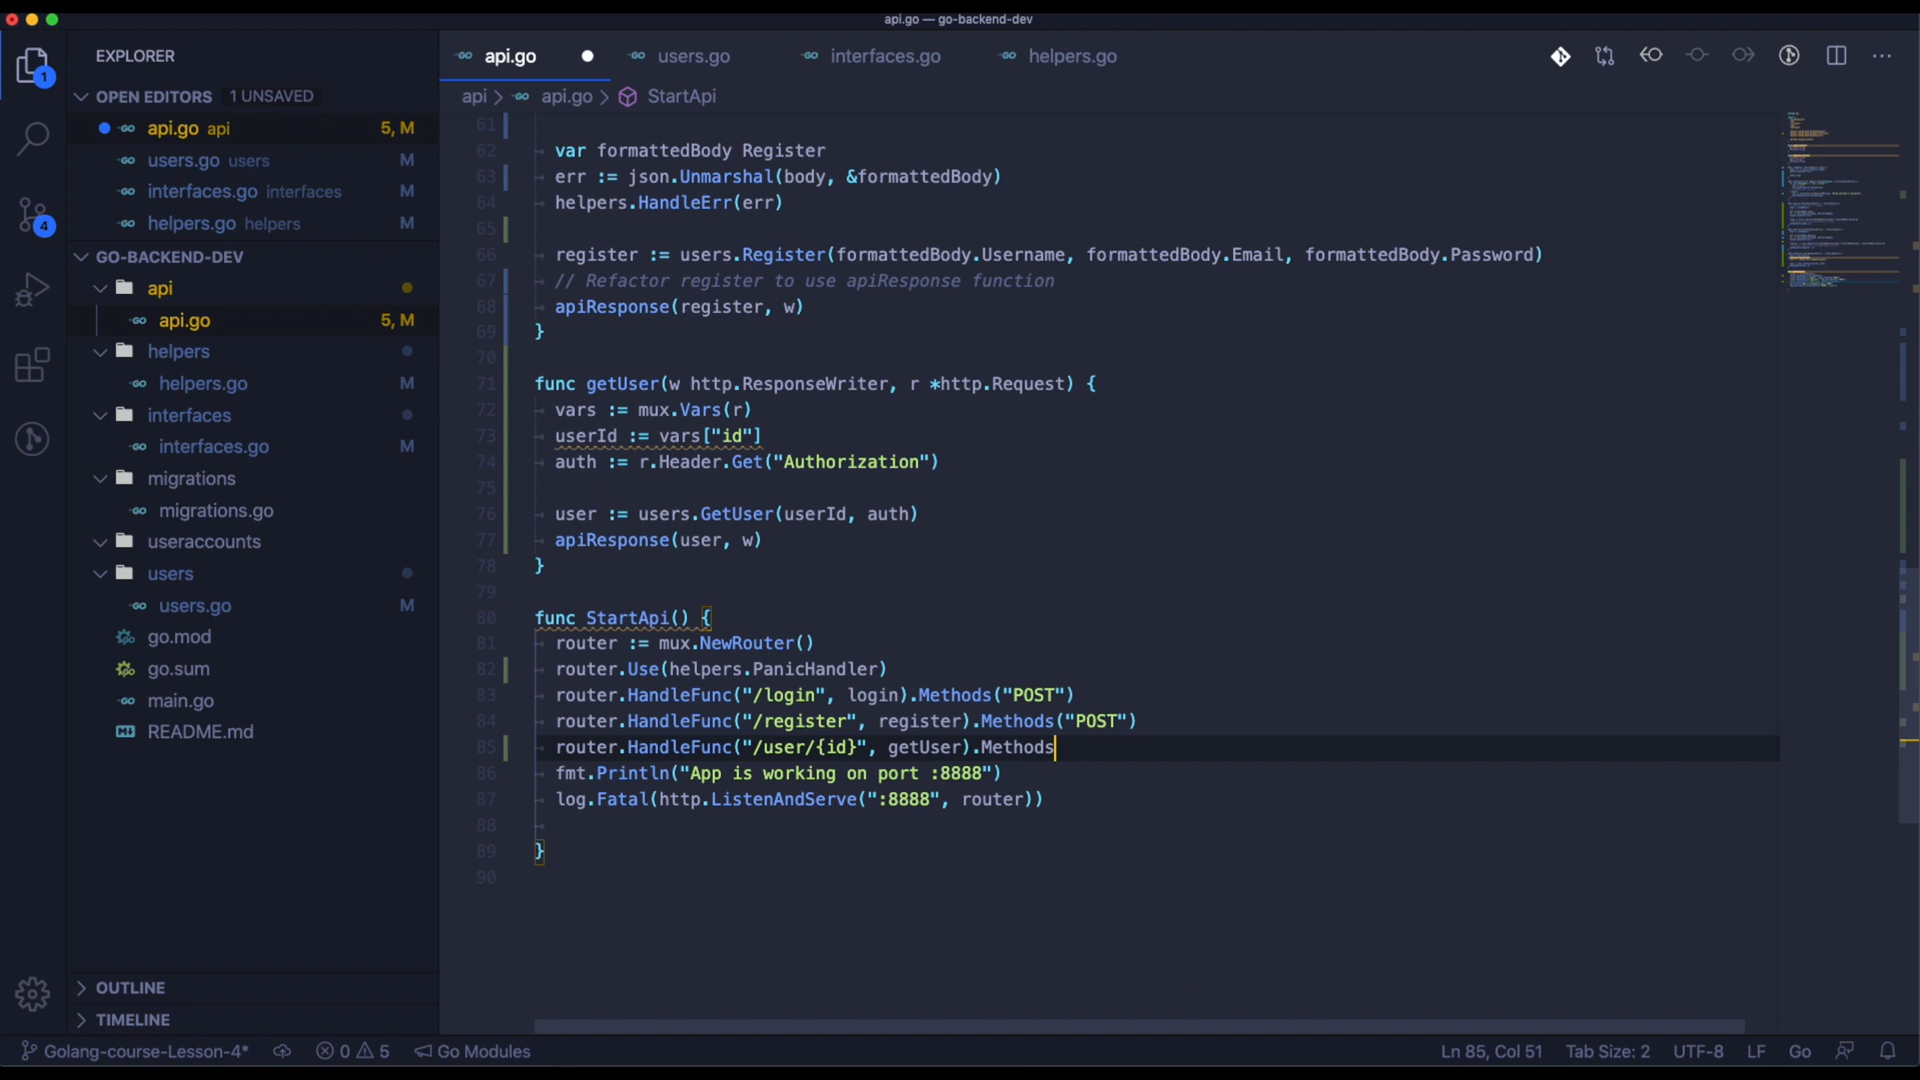 api.go — go-backend-dev
EXPLORER
OPEN EDITORS 1 UNSAVED
api.go api 5, M
users.go users M
interfaces.go interfaces M
helpers.go helpers M
GO-BACKEND-DEV
api
api.go 5, M
helpers
helpers.go M
interfaces
interfaces.go M
migrations
migrations.go
useraccounts
users
users.go M
go.mod
go.sum
main.go
README.md
OUTLINE
TIMELINE
1
4
api.go users.go interfaces.go helpers.go
api > api.go > StartApi
61
62 var formattedBody Register
63 err := json.Unmarshal(body, &formattedBody)
64 helpers.HandleErr(err)
65
66 register := users.Register(formattedBody.Username, formattedBody.Email, formattedBody.Password)
67 // Refactor register to use apiResponse function
68 apiResponse(register, w)
69 }
70
71 func getUser(w http.ResponseWriter, r *http.Request) {
72 vars := mux.Vars(r)
73 userId := vars["id"]
74 auth := r.Header.Get("Authorization")
75
76 user := users.GetUser(userId, auth)
77 apiResponse(user, w)
78 }
79
80 func StartApi() {
81 router := mux.NewRouter()
82 router.Use(helpers.PanicHandler)
83 router.HandleFunc("/login", login).Methods("POST")
84 router.HandleFunc("/register", register).Methods("POST")
85 router.HandleFunc("/user/{id}", getUser).Methods
86 fmt.Println("App is working on port :8888")
87 log.Fatal(http.ListenAndServe(":8888", router))
88
89 }
90
Golang-course-Lesson-4* 0 5 Go Modules Ln 85, Col 51 Tab Size: 2 UTF-8 LF Go